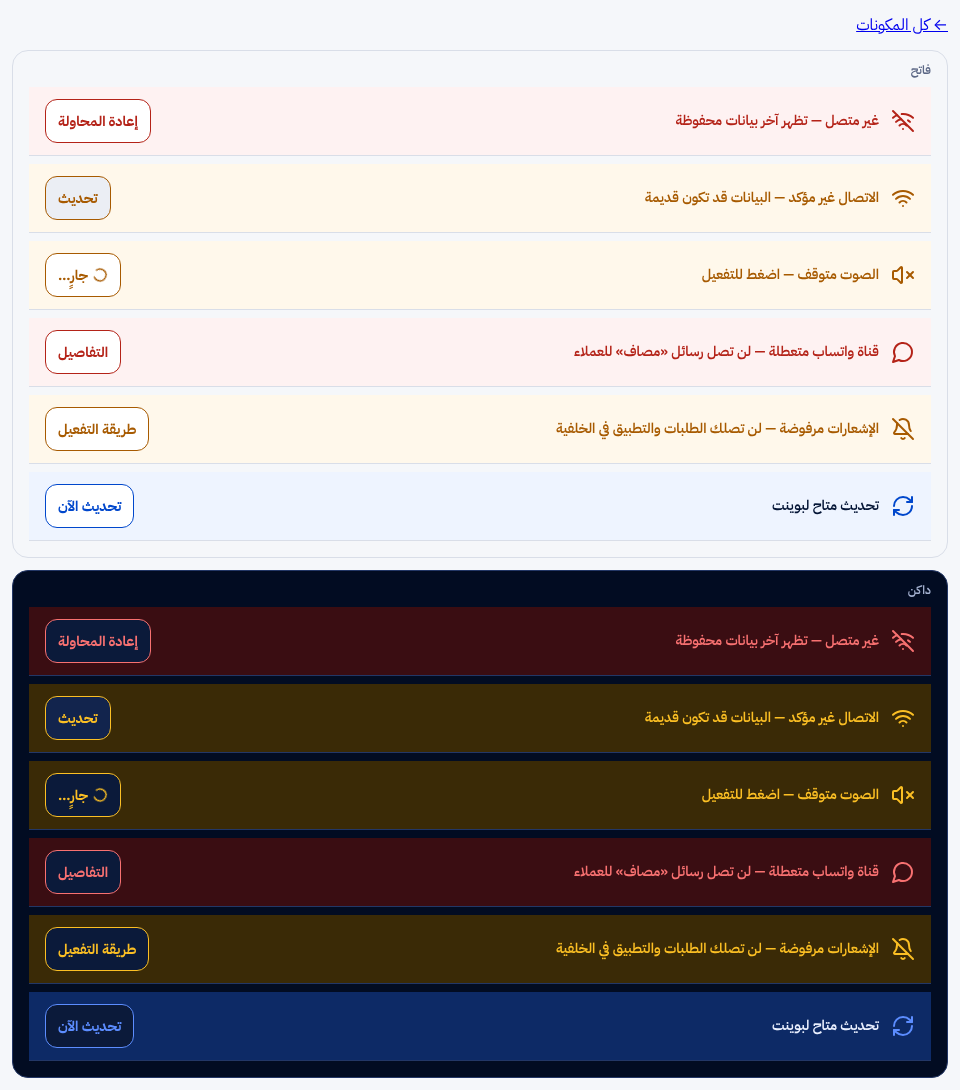 ← كل المكونات
فاتح
غير متصل — تظهر آخر بيانات محفوظة
إعادة المحاولة
الاتصال غير مؤكد — البيانات قد تكون قديمة
تحديث
الصوت متوقف — اضغط للتفعيل
جارٍ...
قناة واتساب متعطلة — لن تصل رسائل «مصاف» للعملاء
التفاصيل
الإشعارات مرفوضة — لن تصلك الطلبات والتطبيق في الخلفية
طريقة التفعيل
تحديث متاح لبوينت
تحديث الآن
داكن
غير متصل — تظهر آخر بيانات محفوظة
إعادة المحاولة
الاتصال غير مؤكد — البيانات قد تكون قديمة
تحديث
الصوت متوقف — اضغط للتفعيل
جارٍ...
قناة واتساب متعطلة — لن تصل رسائل «مصاف» للعملاء
التفاصيل
الإشعارات مرفوضة — لن تصلك الطلبات والتطبيق في الخلفية
طريقة التفعيل
تحديث متاح لبوينت
تحديث الآن